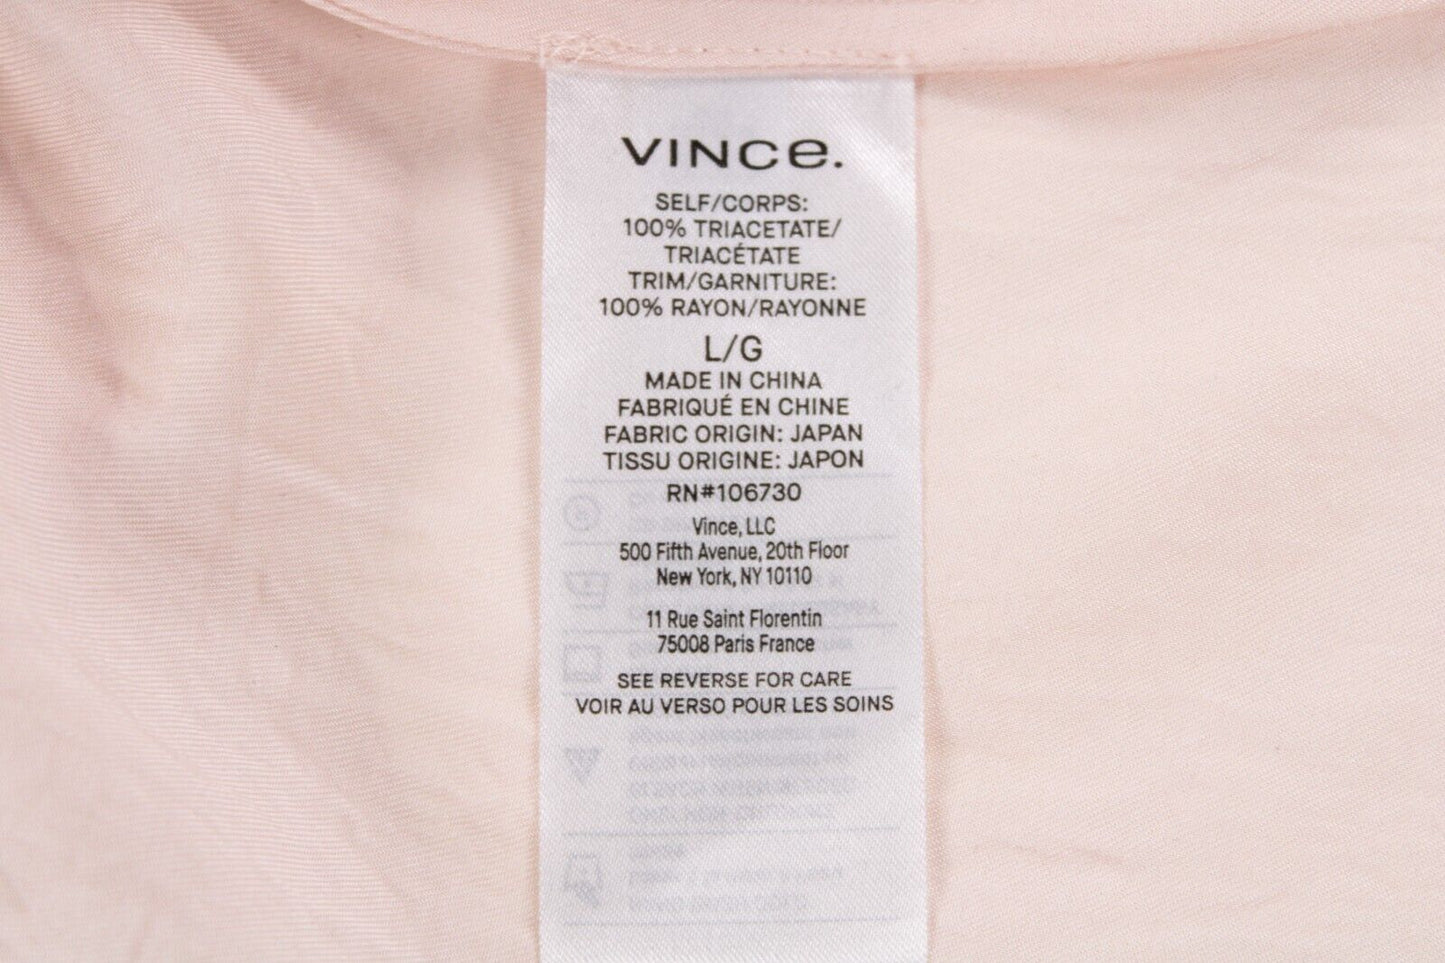 VINCe.
SELF/CORPS:
100% TRIACETATE/
TRIACÉTATE
TRIM/GARNITURE:
100% RAYON/RAYONNE
L/G
MADE IN CHINA
FABRIQUÉ EN CHINE
FABRIC ORIGIN: JAPAN
TISSU ORIGINE: JAPON
RN#106730
Vince, LLC
500 Fifth Avenue, 20th Floor
New York, NY 10110
11 Rue Saint Florentin
75008 Paris France
SEE REVERSE FOR CARE
VOIR AU VERSO POUR LES SOINS